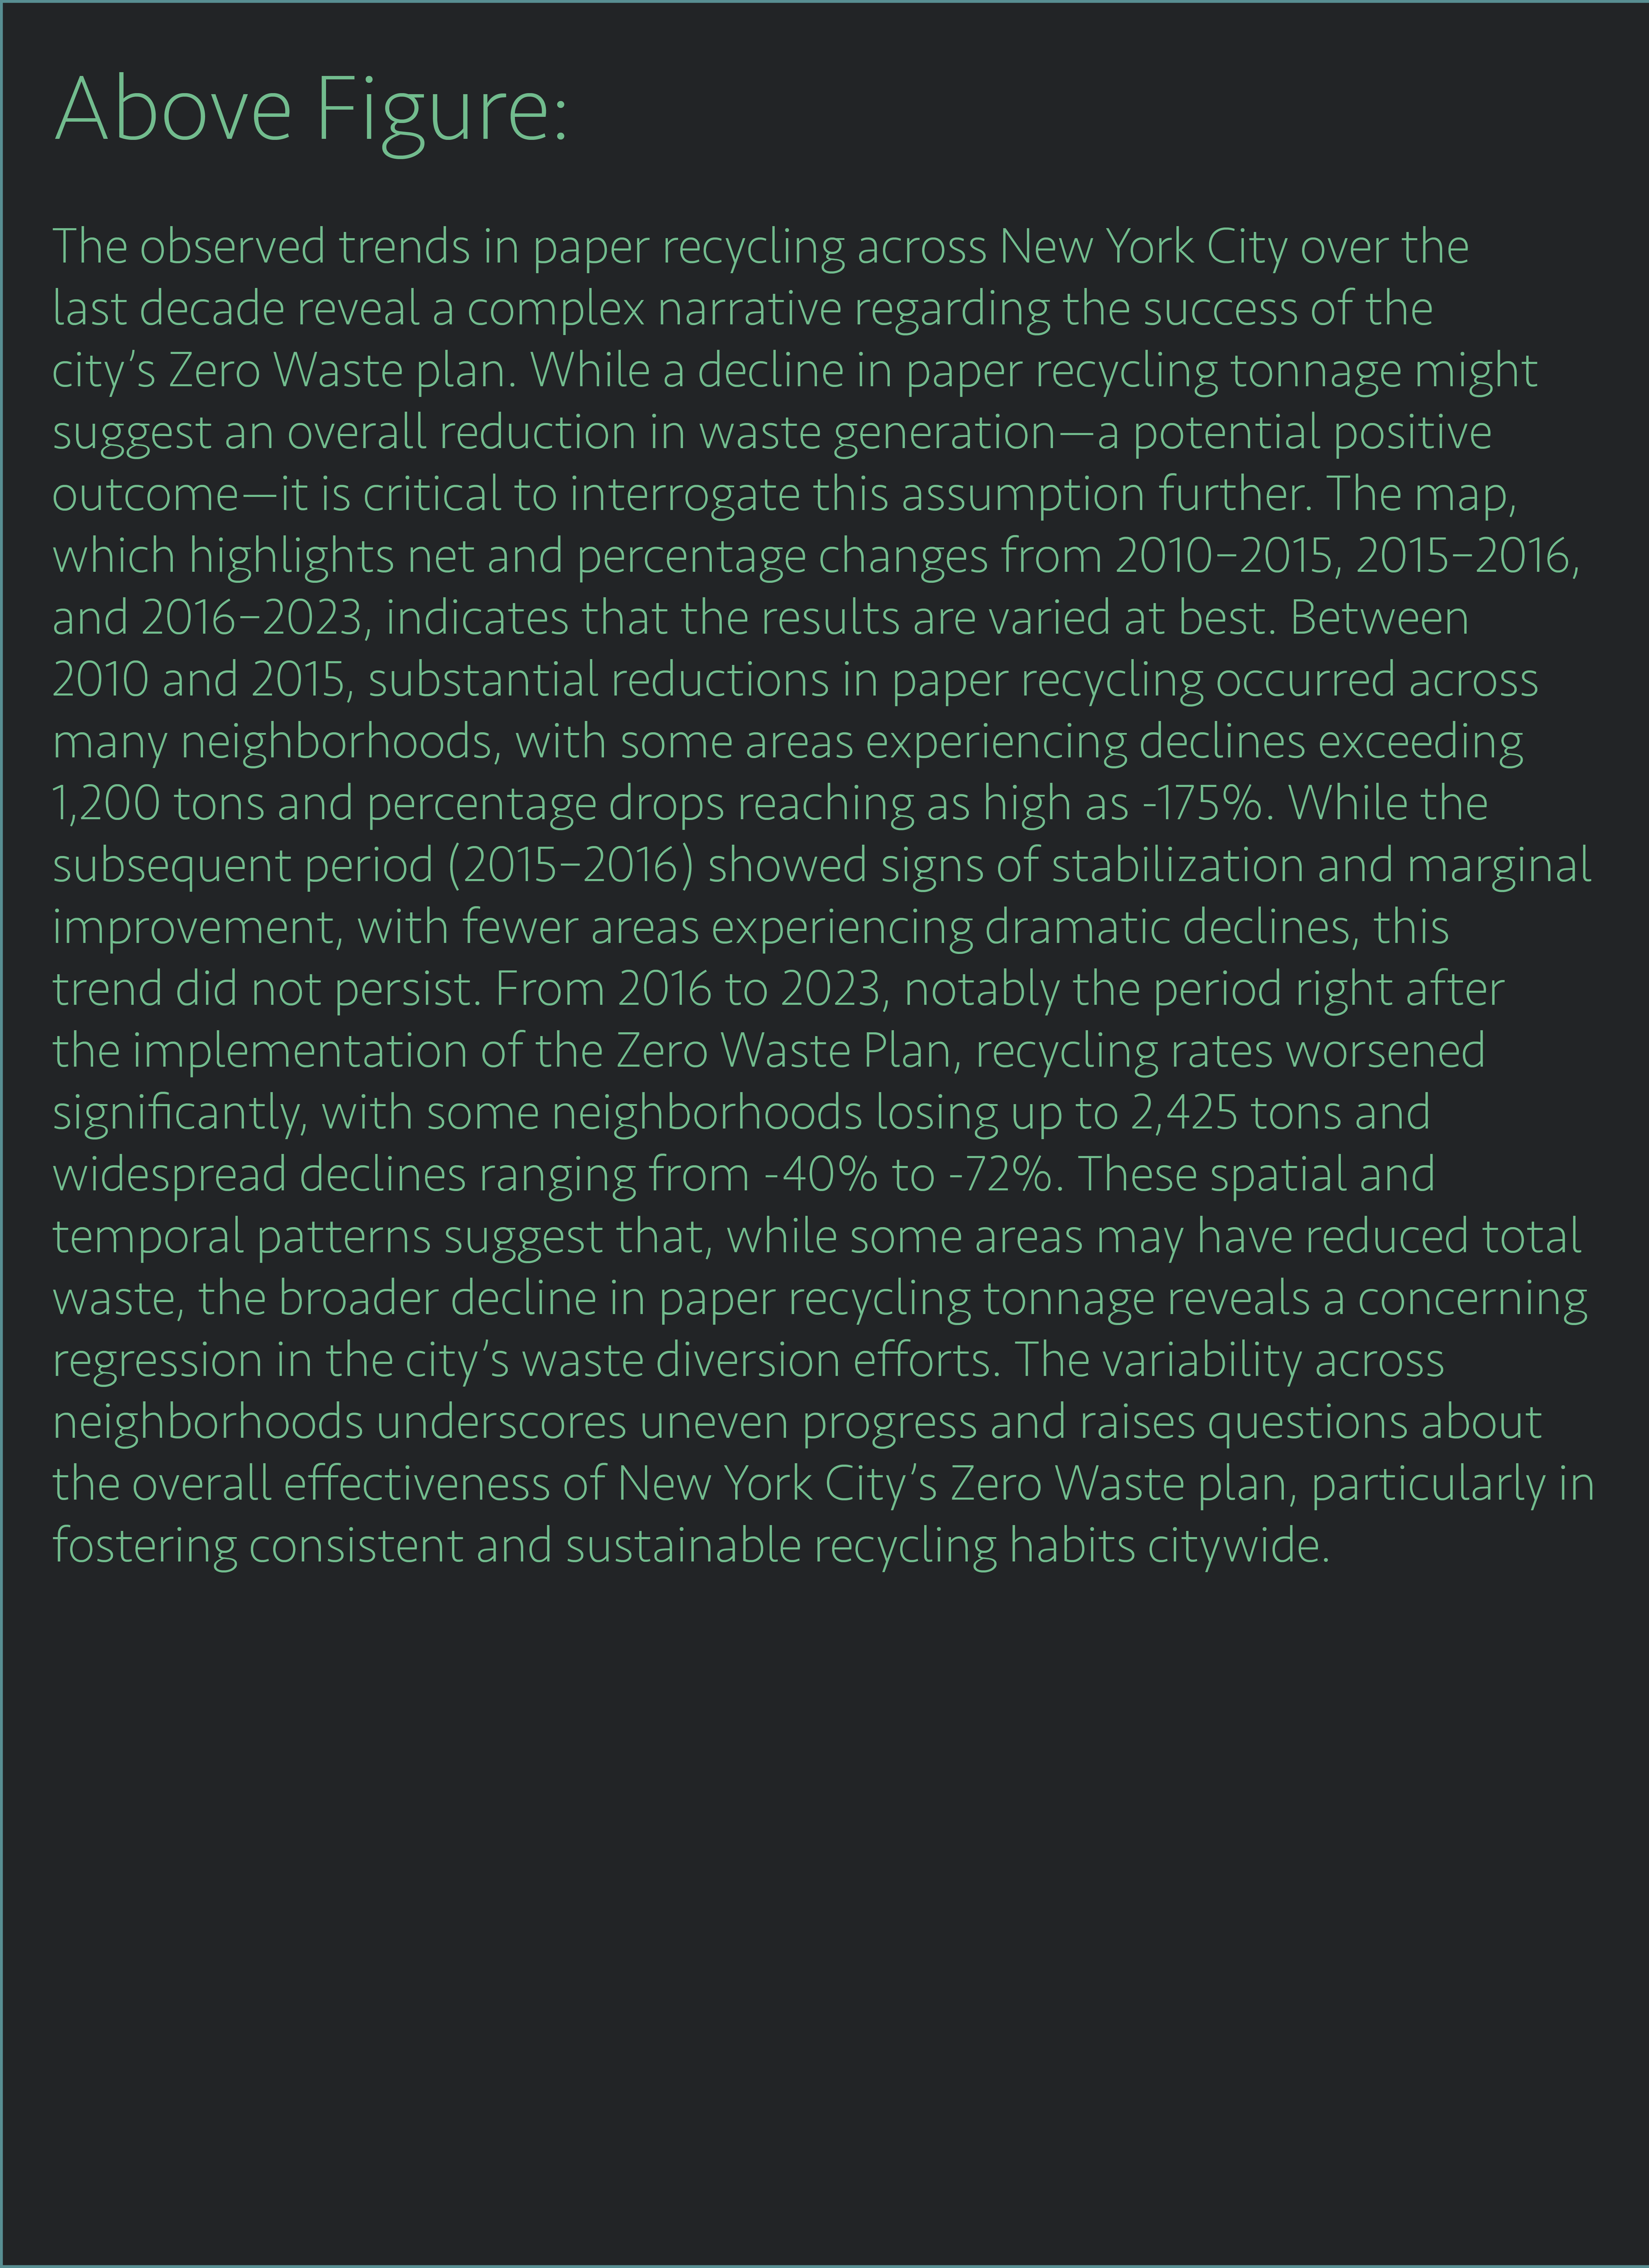 Above Figure:
The observed trends in paper recycling across New York City over the
last decade reveal a complex narrative regarding the success of the
city’s Zero Waste plan. While a decline in paper recycling tonnage might
suggest an overall reduction in waste generation—a potential positive
outcome—it is critical to interrogate this assumption further. The map,
which highlights net and percentage changes from 2010–2015, 2015–2016,
and 2016–2023, indicates that the results are varied at best. Between
2010 and 2015, substantial reductions in paper recycling occurred across
many neighborhoods, with some areas experiencing declines exceeding
1,200 tons and percentage drops reaching as high as -175%. While the
subsequent period (2015–2016) showed signs of stabilization and marginal
improvement, with fewer areas experiencing dramatic declines, this
trend did not persist. From 2016 to 2023, notably the period right after
the implementation of the Zero Waste Plan, recycling rates worsened
significantly, with some neighborhoods losing up to 2,425 tons and
widespread declines ranging from -40% to -72%. These spatial and
temporal patterns suggest that, while some areas may have reduced total
waste, the broader decline in paper recycling tonnage reveals a concerning
regression in the city’s waste diversion efforts. The variability across
neighborhoods underscores uneven progress and raises questions about
the overall effectiveness of New York City’s Zero Waste plan, particularly in
fostering consistent and sustainable recycling habits citywide.